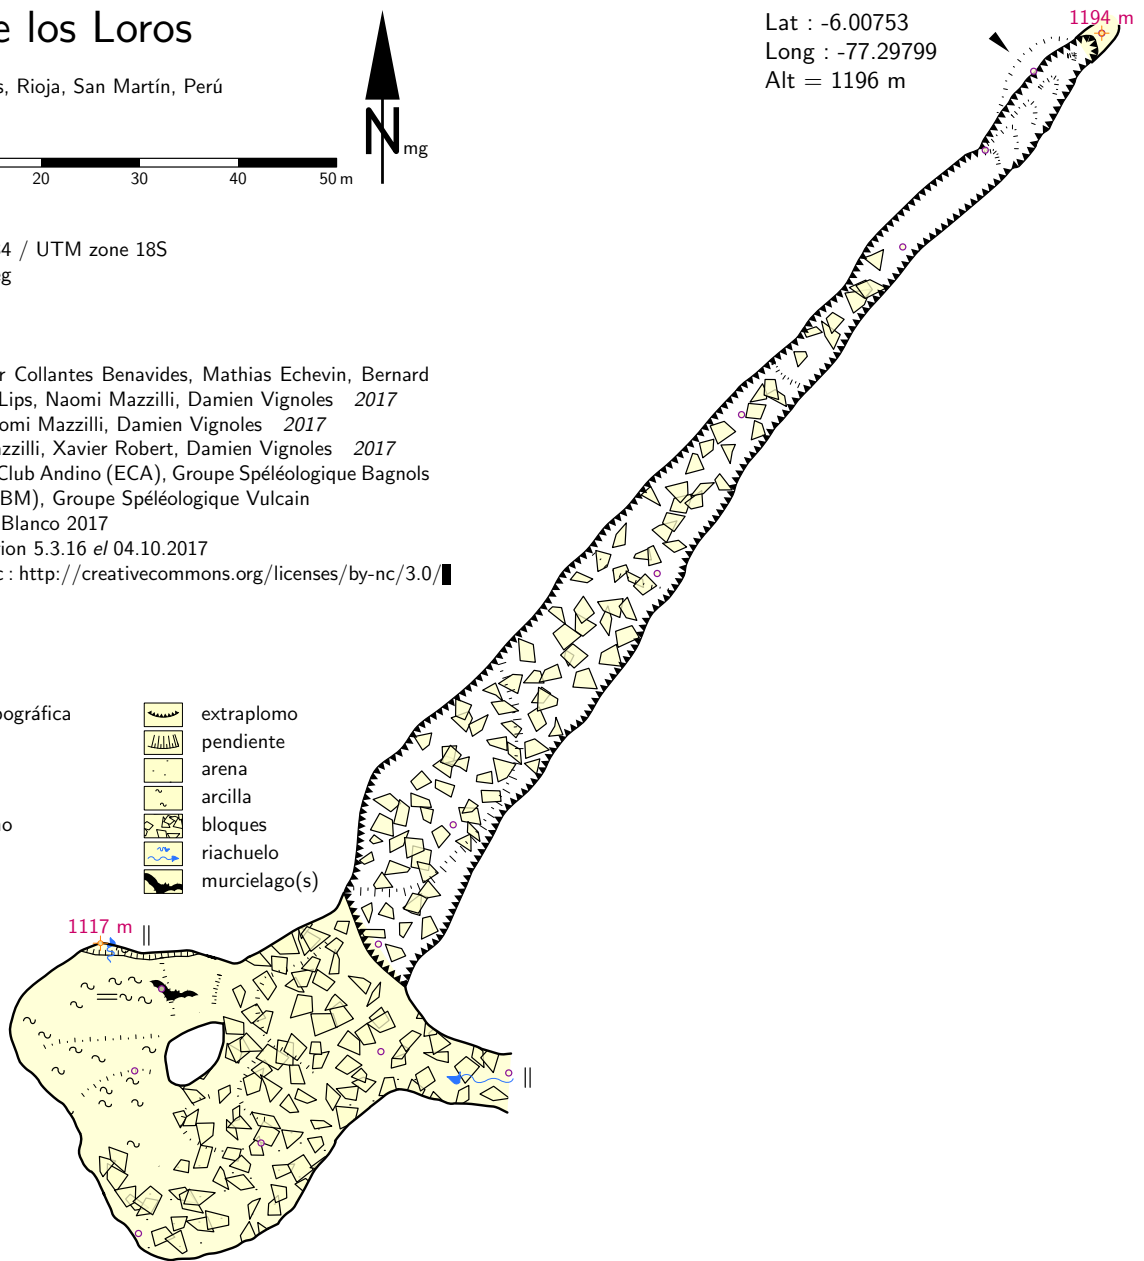 e los Loros
s, Rioja, San Martín, Perú
20 30 40 50 m
N mg
Lat : -6.00753
Long : -77.29799
Alt = 1196 m
1194 m
4 / UTM zone 18S
eg
r Collantes Benavides, Mathias Echevin, Bernard
Lips, Naomi Mazzilli, Damien Vignoles 2017
omi Mazzilli, Damien Vignoles 2017
azzilli, Xavier Robert, Damien Vignoles 2017
Club Andino (ECA), Groupe Spéléologique Bagnols
BM), Groupe Spéléologique Vulcain
Blanco 2017
ion 5.3.16 el 04.10.2017
c : http://creativecommons.org/licenses/by-nc/3.0/
pográfica
o
extraplomo
pendiente
arena
arcilla
bloques
riachuelo
murcielago(s)
1117 m